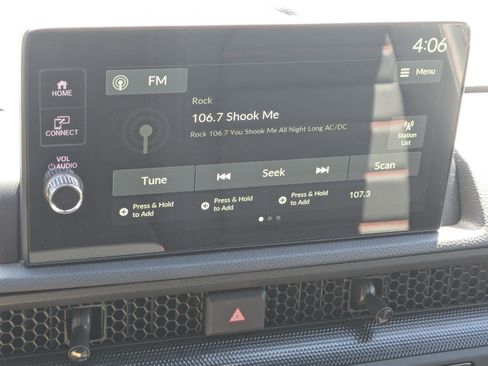 4:06
HOME
FM
Menu
Rock
106.7 Shook Me
Rock 106.7 You Shook Me All Night Long AC/DC
CONNECT
Station
List
VOL
AUDIO
Tune
Seek
Scan
Press & Hold
to Add
Press & Hold
to Add
Press & Hold
to Add
107.3